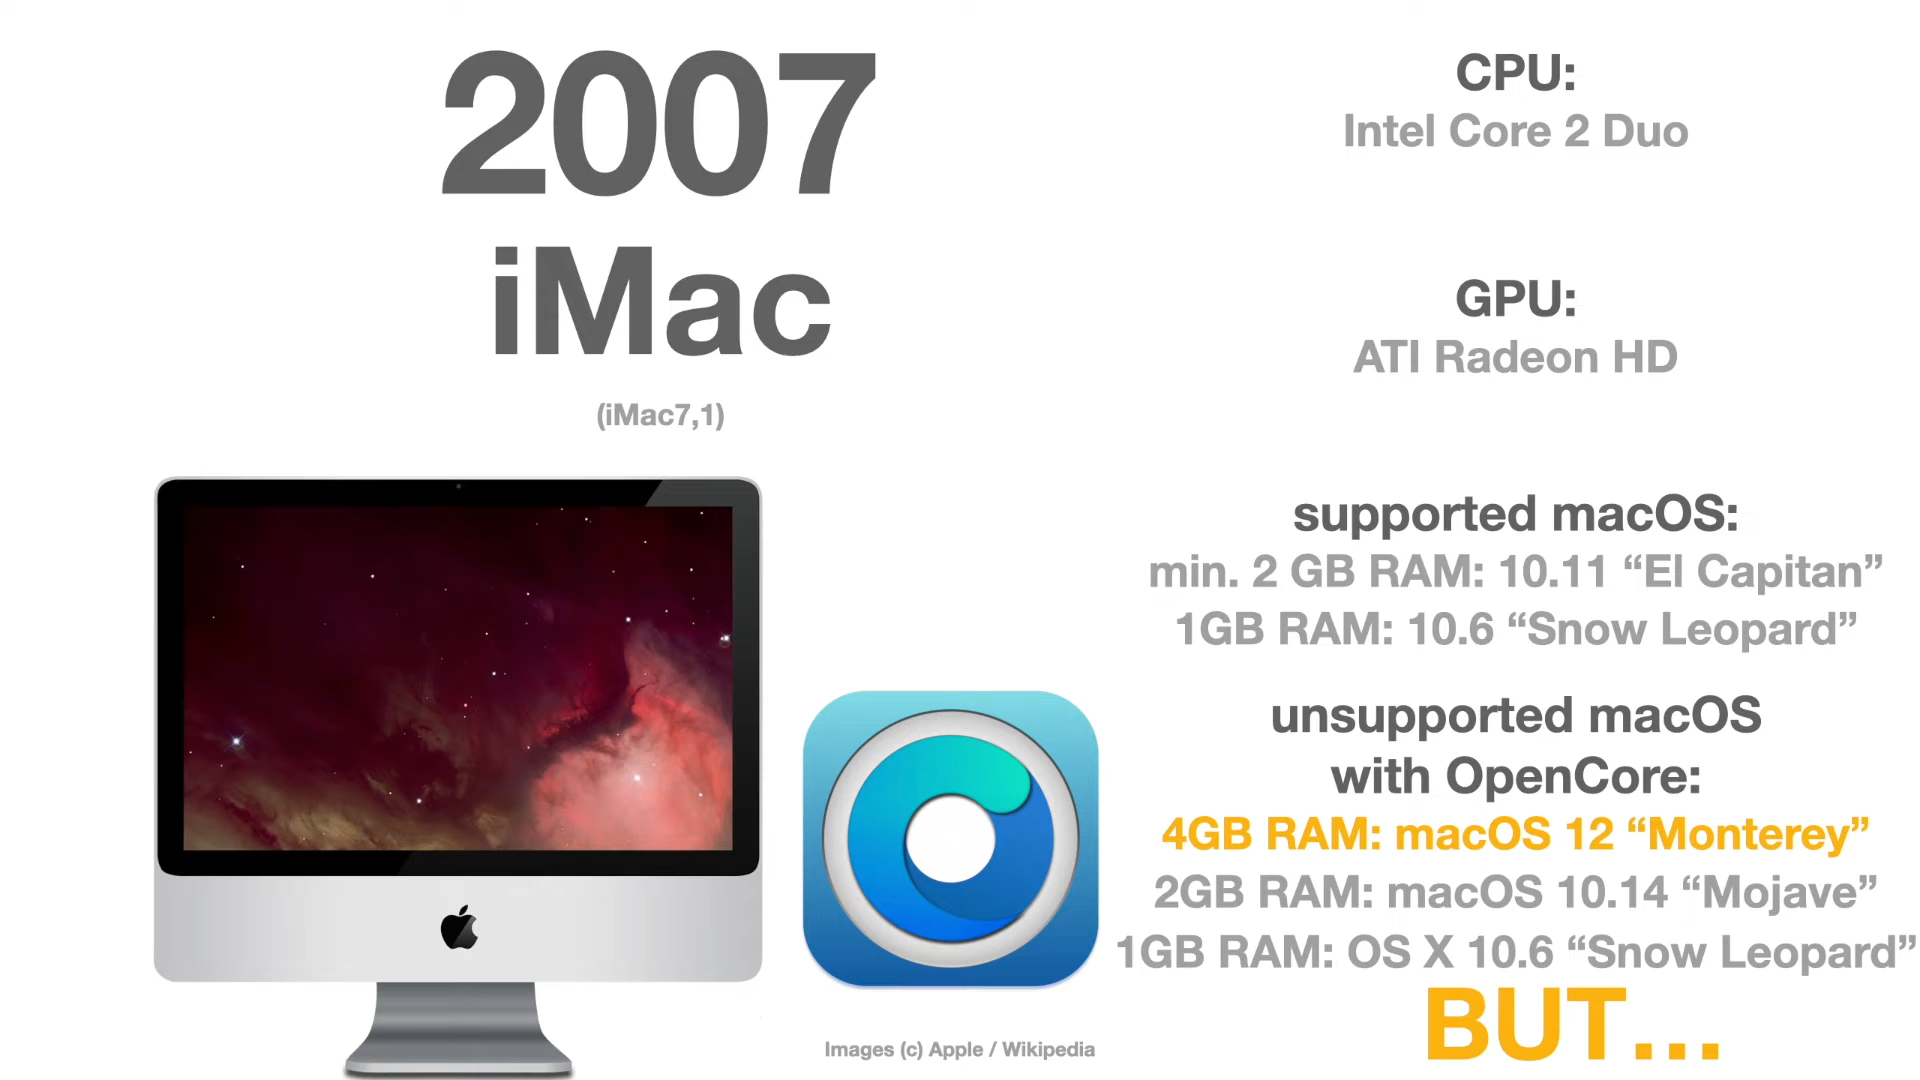 2007
iMac
(iMac7,1)
CPU:
Intel Core 2 Duo
GPU:
ATI Radeon HD
supported macOS:
min. 2 GB RAM: 10.11 “El Capitan”
1GB RAM: 10.6 “Snow Leopard”
unsupported macOS
with OpenCore:
4GB RAM: macOS 12 “Monterey”
2GB RAM: macOS 10.14 “Mojave”
1GB RAM: OS X 10.6 “Snow Leopard”
BUT...
Images (c) Apple / Wikipedia